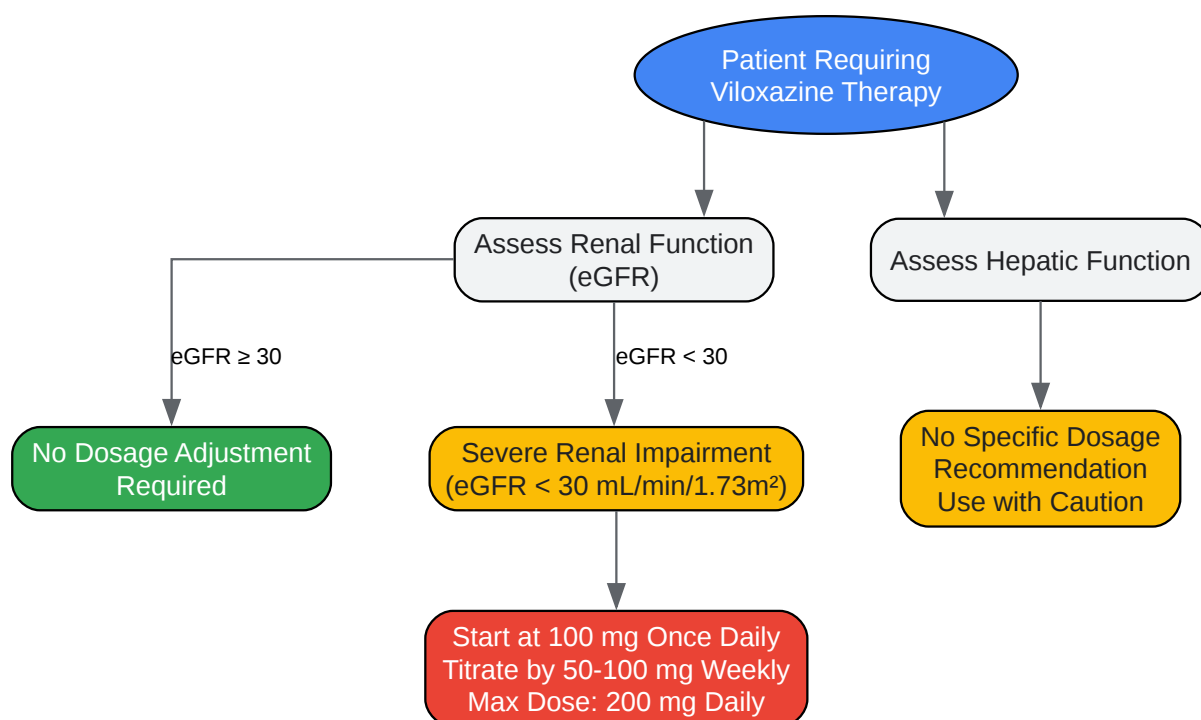 Patient Requiring
Viloxazine Therapy
Assess Renal Function
(eGFR)
Assess Hepatic Function
eGFR ≥ 30
eGFR < 30
No Dosage Adjustment
Required
Severe Renal Impairment
(eGFR < 30 mL/min/1.73m²)
No Specific Dosage
Recommendation
Use with Caution
Start at 100 mg Once Daily
Titrate by 50-100 mg Weekly
Max Dose: 200 mg Daily